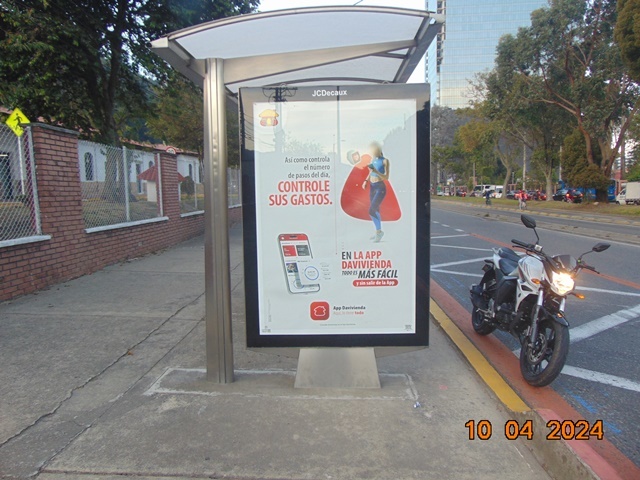 JCDecaux
Así como controla
el número
de pasos del día,
CONTROLE
SUS GASTOS.
EN LA APP
DAVIVIENDA
TODO ES MÁS FÁCIL
y sin salir de la App
App Davivienda
10 04 2024